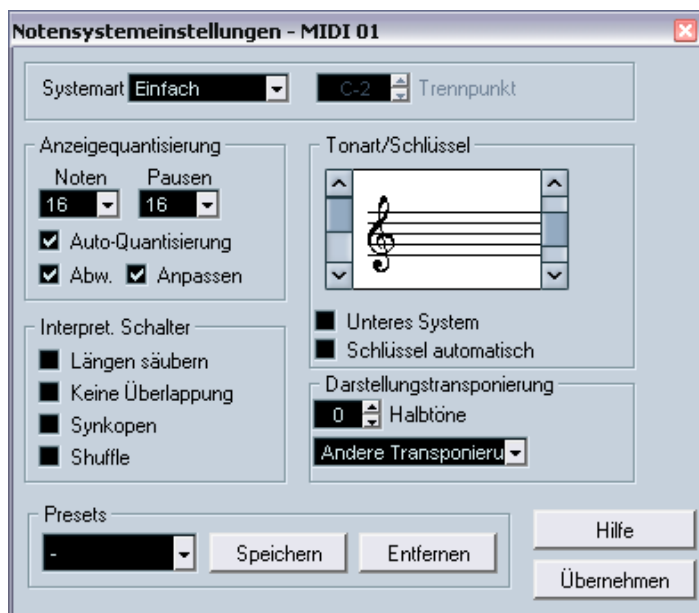 Notensystemeinstellungen - MIDI 01
Systemart Einfach C-2 Trennpunkt
Anzeigequantisierung
Noten Pausen
16 16
Auto-Quantisierung
Abw. Anpassen
Tonart/Schlüssel
Unteres System
Schlüssel automatisch
Interpret. Schalter
Längen säubern
Keine Überlappung
Synkopen
Shuffle
Darstellungstransponierung
0 Halbtöne
Andere Transponieru
Presets
- Speichern Entfernen
Hilfe
Übernehmen